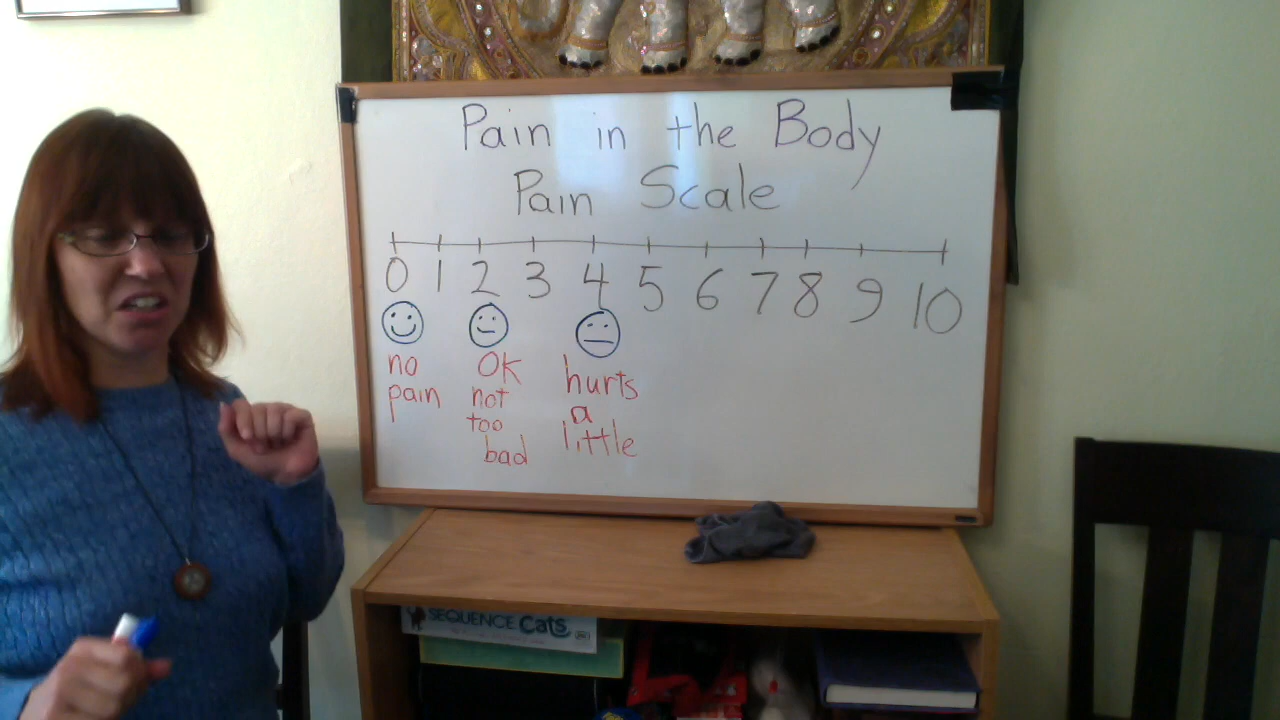 Pain in the Body
Pain Scale
0 1 2 3 4 5 6 7 8 9 10
no
pain
OK
not
too
bad
hurts
a
little
SEQUENCE Cats